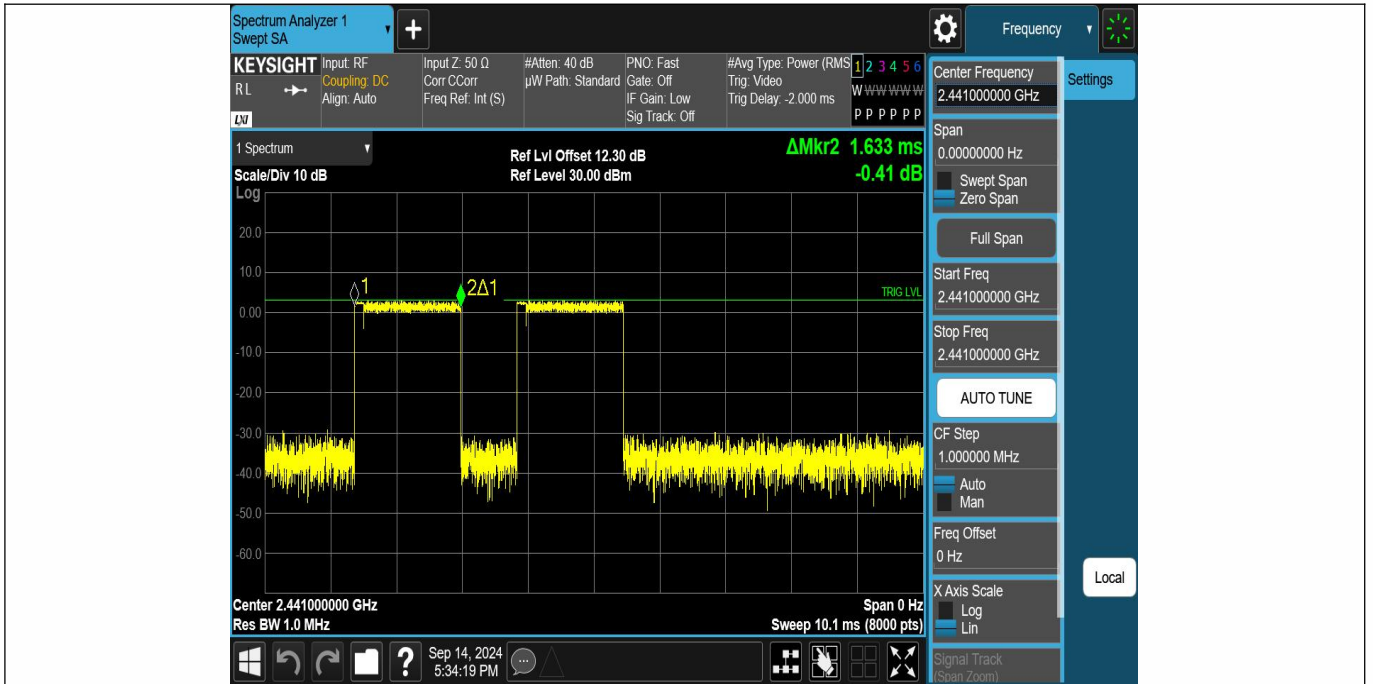 Spectrum Analyzer 1
Swept SA
+
Frequency
KEYSIGHT
R L
LXI
Input: RF
Coupling: DC
Align: Auto
Input Z: 50 Ω
Corr CCorr
Freq Ref: Int (S)
#Atten: 40 dB
µW Path: Standard
PNO: Fast
Gate: Off
IF Gain: Low
Sig Track: Off
#Avg Type: Power (RMS
Trig: Video
Trig Delay: -2.000 ms
1 2 3 4 5 6
W W W W W W
P P P P P P
1 Spectrum
Scale/Div 10 dB
Ref Lvl Offset 12.30 dB
Ref Level 30.00 dBm
ΔMkr2 1.633 ms
-0.41 dB
Log
20.0
10.0
0.00
-10.0
-20.0
-30.0
-40.0
-50.0
-60.0
1
2Δ1
TRIG LVL
Center 2.441000000 GHz
Res BW 1.0 MHz
Span 0 Hz
Sweep 10.1 ms (8000 pts)
Center Frequency
2.441000000 GHz
Settings
Span
0.00000000 Hz
Swept Span
Zero Span
Full Span
Start Freq
2.441000000 GHz
Stop Freq
2.441000000 GHz
AUTO TUNE
CF Step
1.000000 MHz
Auto
Man
Freq Offset
0 Hz
X Axis Scale
Log
Lin
Signal Track
(Span Zoom)
Local
?
Sep 14, 2024
5:34:19 PM